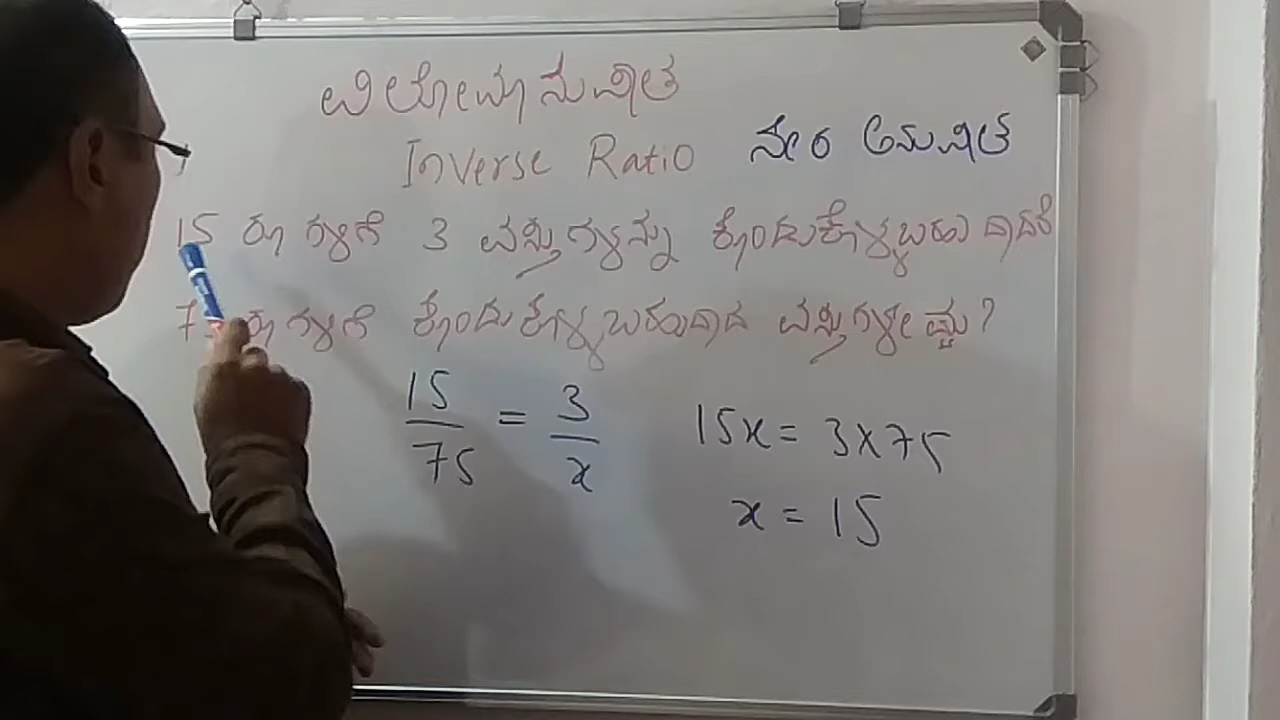 ವಿಲೋಮಾನುಪಾತ
Inverse Ratio ನೇರ ಅನುಪಾತ
15 ರೂ ಗಳಿಗೆ 3 ವಸ್ತುಗಳನ್ನು ಕೊಂಡುಕೊಳ್ಳಬಹುದಾದರೆ
75 ರೂ ಗಳಿಗೆ ಕೊಂಡುಕೊಳ್ಳಬಹುದಾದ ವಸ್ತುಗಳೇಷ್ಟು?
15/75 = 3/x 15x = 3x75
x = 15